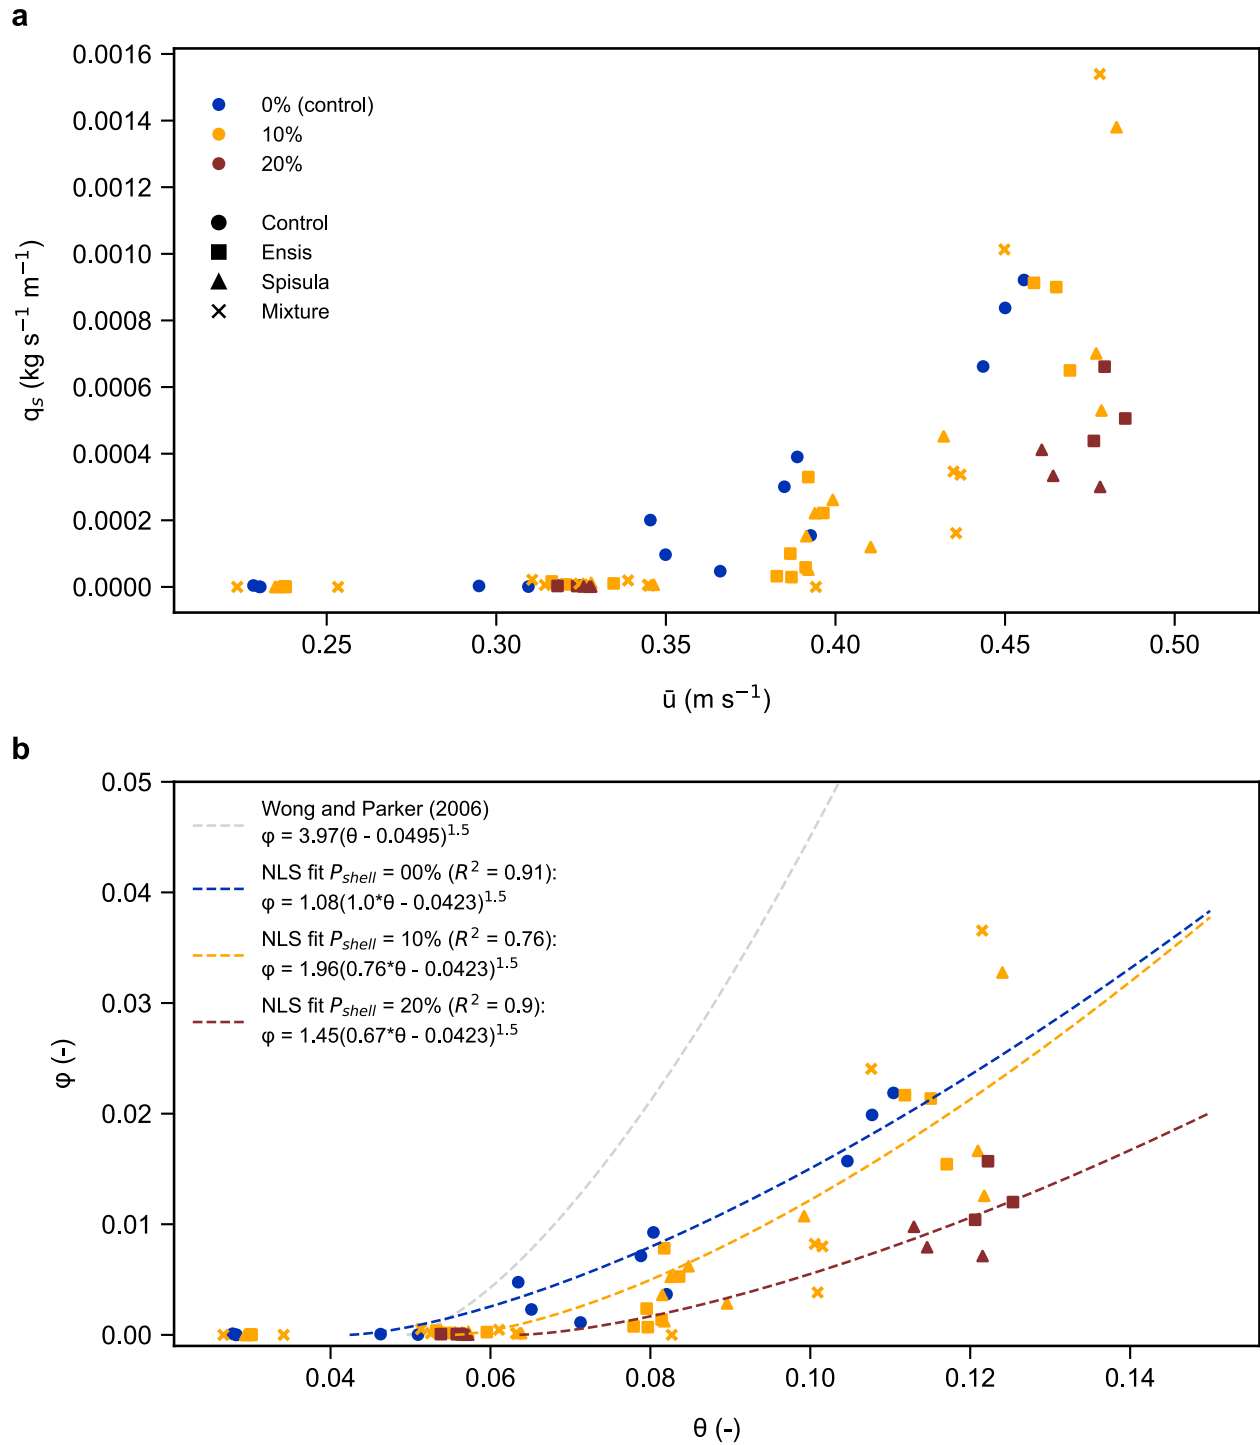 a
0.0016
0.0014
0.0012
0.0010
0.0008
0.0006
0.0004
0.0002
0.0000
q_s (kg s⁻¹ m⁻¹)
0% (control)
10%
20%
Control
Ensis
Spisula
Mixture
0.25 0.30 0.35 0.40 0.45 0.50
ū (m s⁻¹)
b
0.05
0.04
0.03
0.02
0.01
0.00
φ (-)
Wong and Parker (2006)
φ = 3.97(θ - 0.0495)^1.5
NLS fit P_shell = 00% (R² = 0.91):
φ = 1.08(1.0*θ - 0.0423)^1.5
NLS fit P_shell = 10% (R² = 0.76):
φ = 1.96(0.76*θ - 0.0423)^1.5
NLS fit P_shell = 20% (R² = 0.9):
φ = 1.45(0.67*θ - 0.0423)^1.5
0.04 0.06 0.08 0.10 0.12 0.14
θ (-)